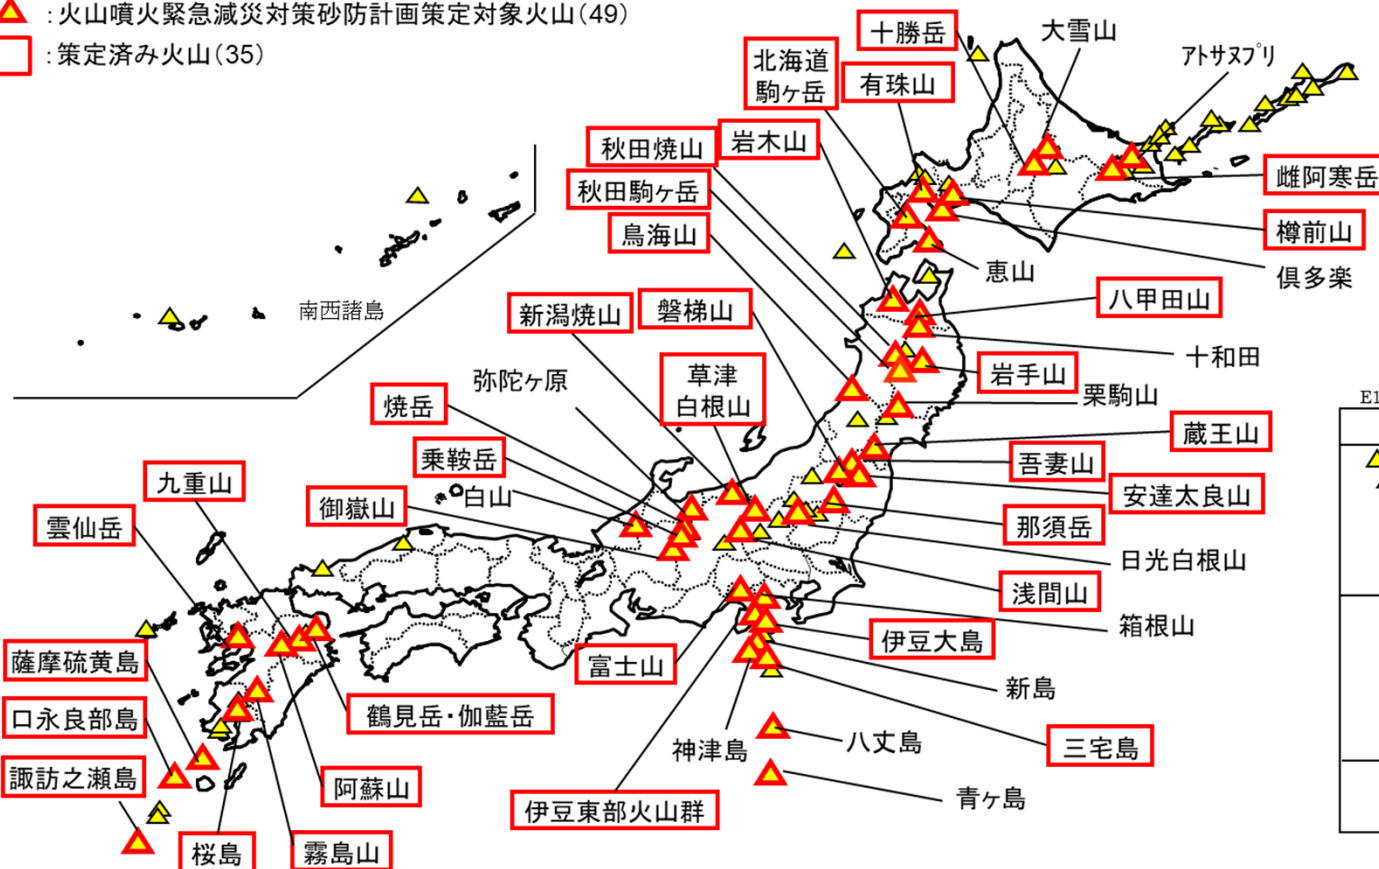 ：火山噴火緊急減災対策砂防計画策定対象火山（49）
：策定済み火山（35）
十勝岳
大雪山
ｱﾄｻﾇﾌﾟﾘ
北海道
駒ヶ岳
有珠山
岩木山
秋田焼山
秋田駒ヶ岳
鳥海山
雌阿寒岳
樽前山
倶多楽
恵山
八甲田山
十和田
岩手山
栗駒山
蔵王山
吾妻山
安達太良山
那須岳
日光白根山
浅間山
箱根山
伊豆大島
新島
三宅島
八丈島
青ヶ島
神津島
伊豆東部火山群
富士山
南西諸島
新潟焼山
磐梯山
草津
白根山
弥陀ヶ原
焼岳
乗鞍岳
白山
御嶽山
九重山
雲仙岳
薩摩硫黄島
口永良部島
諏訪之瀬島
鶴見岳・伽藍岳
阿蘇山
桜島
霧島山
E1